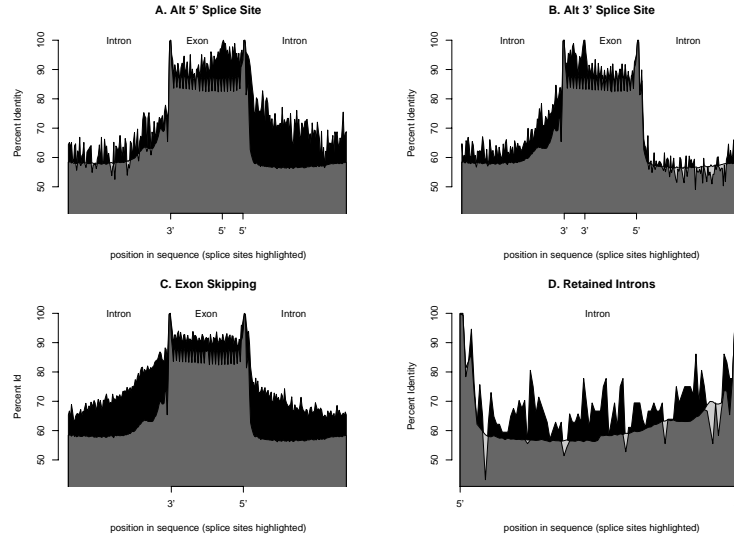 A. Alt 5' Splice Site
Intron Exon Intron
Percent Identity
100
90
80
70
60
50
3' 5' 5'
position in sequence (splice sites highlighted)
B. Alt 3' Splice Site
Intron Exon Intron
Percent Identity
100
90
80
70
60
50
3' 3' 5'
position in sequence (splice sites highlighted)
C. Exon Skipping
Intron Exon Intron
Percent Id
100
90
80
70
60
50
3' 5'
position in sequence (splice sites highlighted)
D. Retained Introns
Intron
Percent Identity
100
90
80
70
60
50
5'
position in sequence (splice sites highlighted)